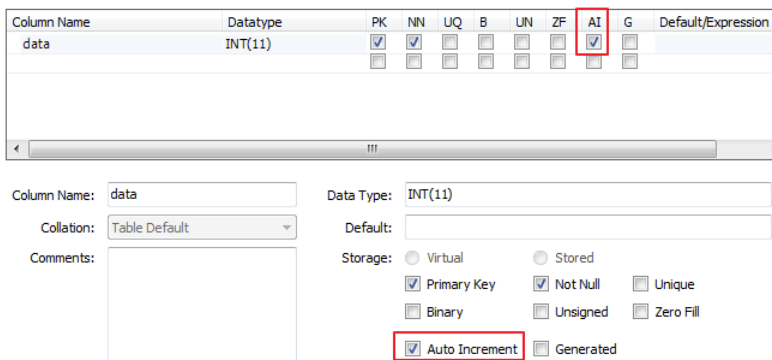 Column Name Datatype PK NN UQ B UN ZF AI G Default/Expression
data INT(11)
Column Name: data Data Type: INT(11)
Collation: Table Default Default:
Comments: Storage: Virtual Stored
Primary Key Not Null Unique
Binary Unsigned Zero Fill
Auto Increment Generated